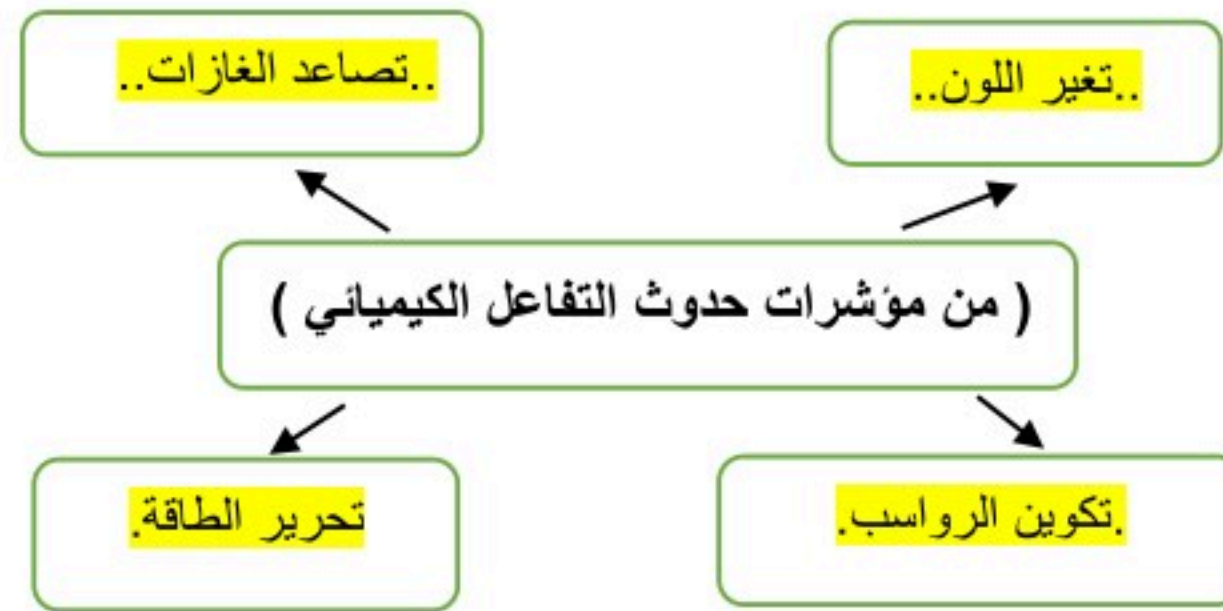 ..تغير اللون..
..تصاعد الغازات..
( من مؤشرات حدوث التفاعل الكيميائي )
.تكوين الرواسب.
تحرير الطاقة.